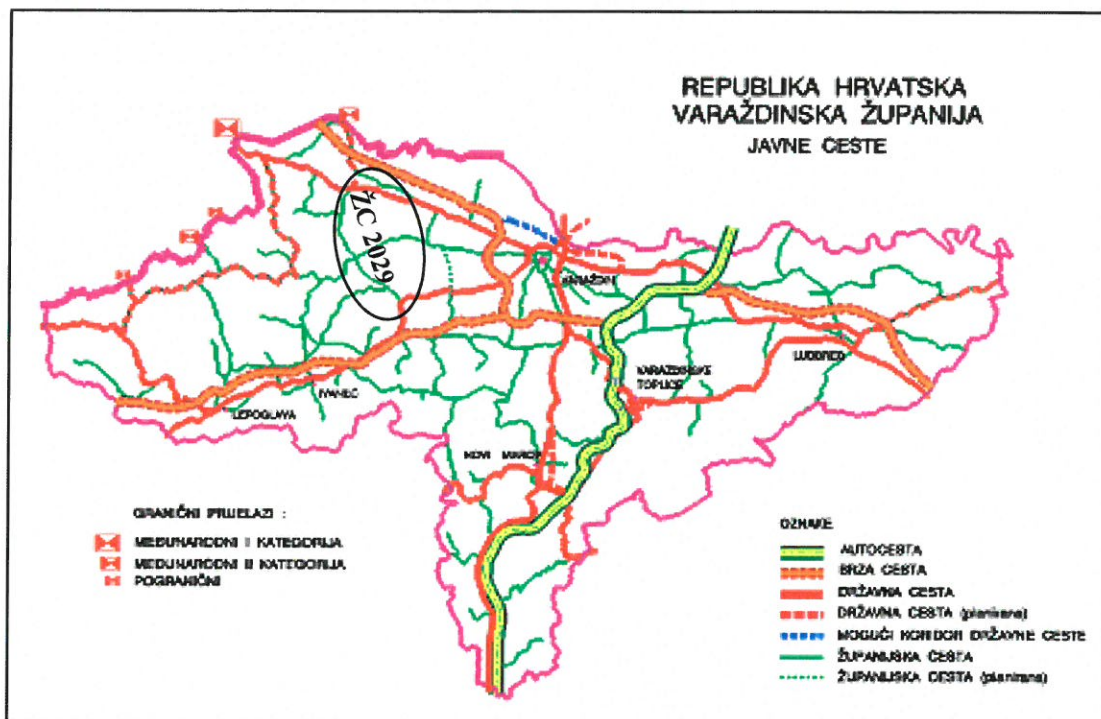 REPUBLIKA HRVATSKA
VARAŽDINSKA ŽUPANIJA
JAVNE CESTE
ŽC 2029
VARAŽDIN
VARAŽDINSKE
TOPLICE
LUDBREG
IVANEC
LEPOGLAVA
NOVI MAROF
GRANIČNI PRIJELAZI :
MEĐUNARODNI I KATEGORIJA
MEĐUNARODNI II KATEGORIJA
POGRANIČNI
OZNAKE
AUTOCESTA
BRZA CESTA
DRŽAVNA CESTA
DRŽAVNA CESTA (planirana)
MOGUĆI KORIDOR DRŽAVNE CESTE
ŽUPANIJSKA CESTA
ŽUPANIJSKA CESTA (planirana)